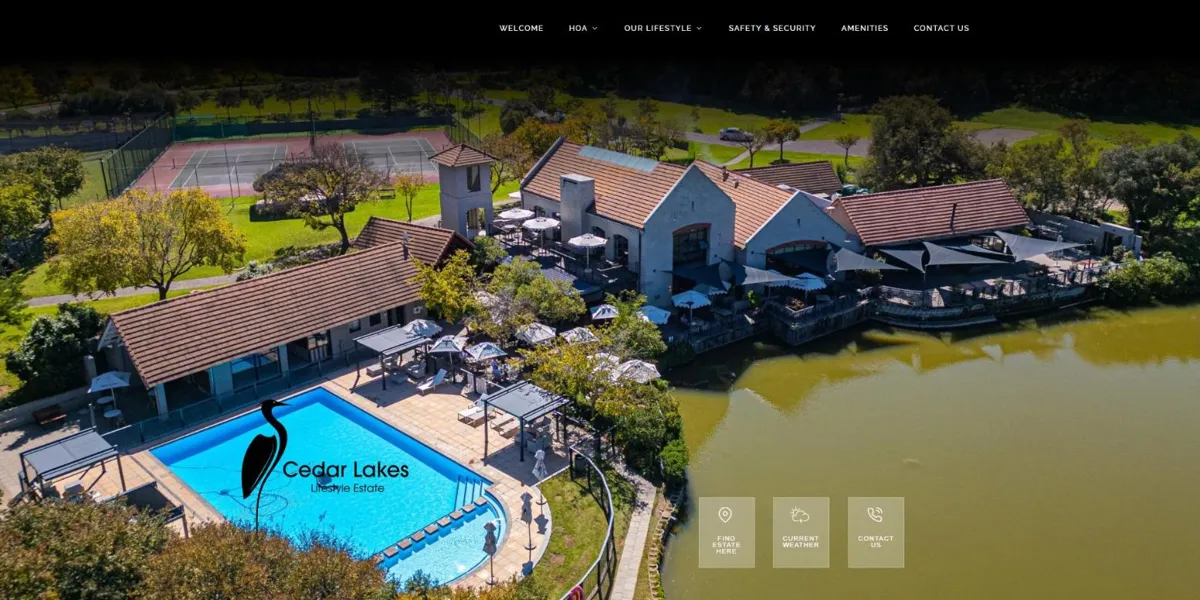 WELCOME
HOA
OUR LIFESTYLE
SAFETY & SECURITY
AMENITIES
CONTACT US
Cedar Lakes
Lifestyle Estate
FIND
ESTATE
HERE
CURRENT
WEATHER
CONTACT
US